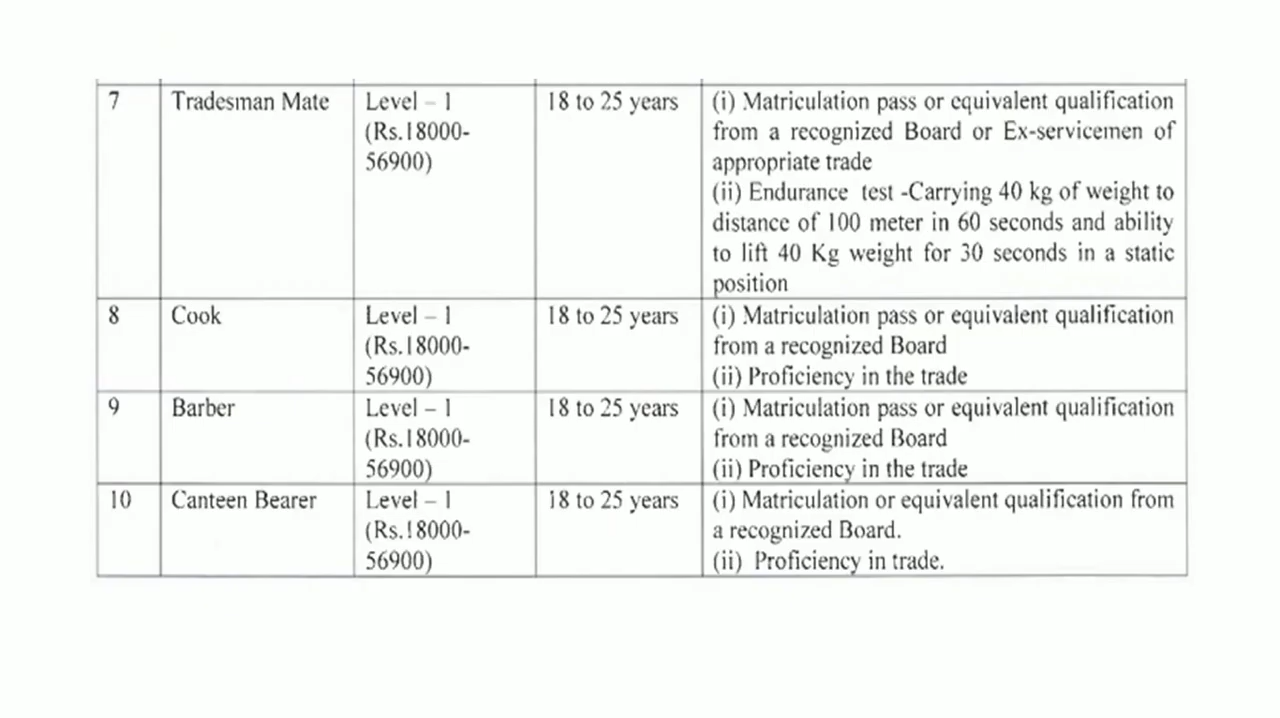 7 Tradesman Mate Level – 1 18 to 25 years (i) Matriculation pass or equivalent qualification
(Rs.18000- from a recognized Board or Ex-servicemen of
56900) appropriate trade
(ii) Endurance test -Carrying 40 kg of weight to
distance of 100 meter in 60 seconds and ability
to lift 40 Kg weight for 30 seconds in a static
position
8 Cook Level – 1 18 to 25 years (i) Matriculation pass or equivalent qualification
(Rs.18000- from a recognized Board
56900) (ii) Proficiency in the trade
9 Barber Level – 1 18 to 25 years (i) Matriculation pass or equivalent qualification
(Rs.18000- from a recognized Board
56900) (ii) Proficiency in the trade
10 Canteen Bearer Level – 1 18 to 25 years (i) Matriculation or equivalent qualification from
(Rs.18000- a recognized Board.
56900) (ii) Proficiency in trade.